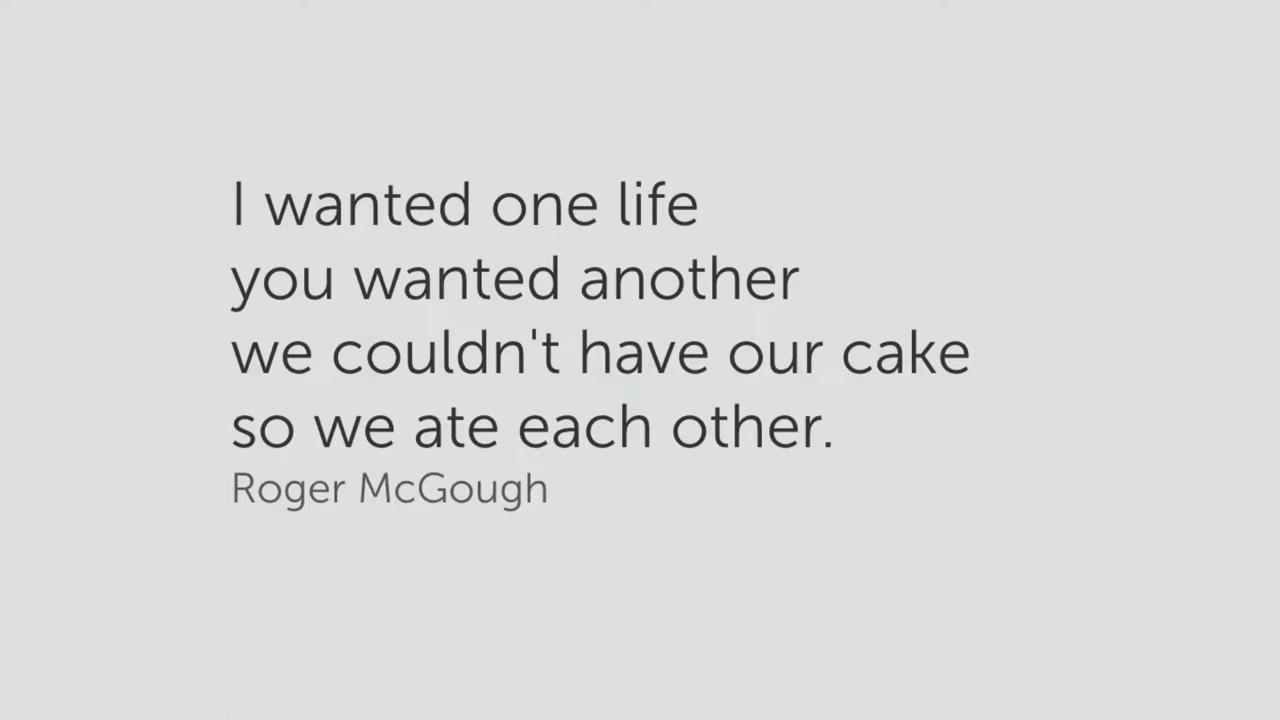 I wanted one life
you wanted another
we couldn't have our cake
so we ate each other.
Roger McGough